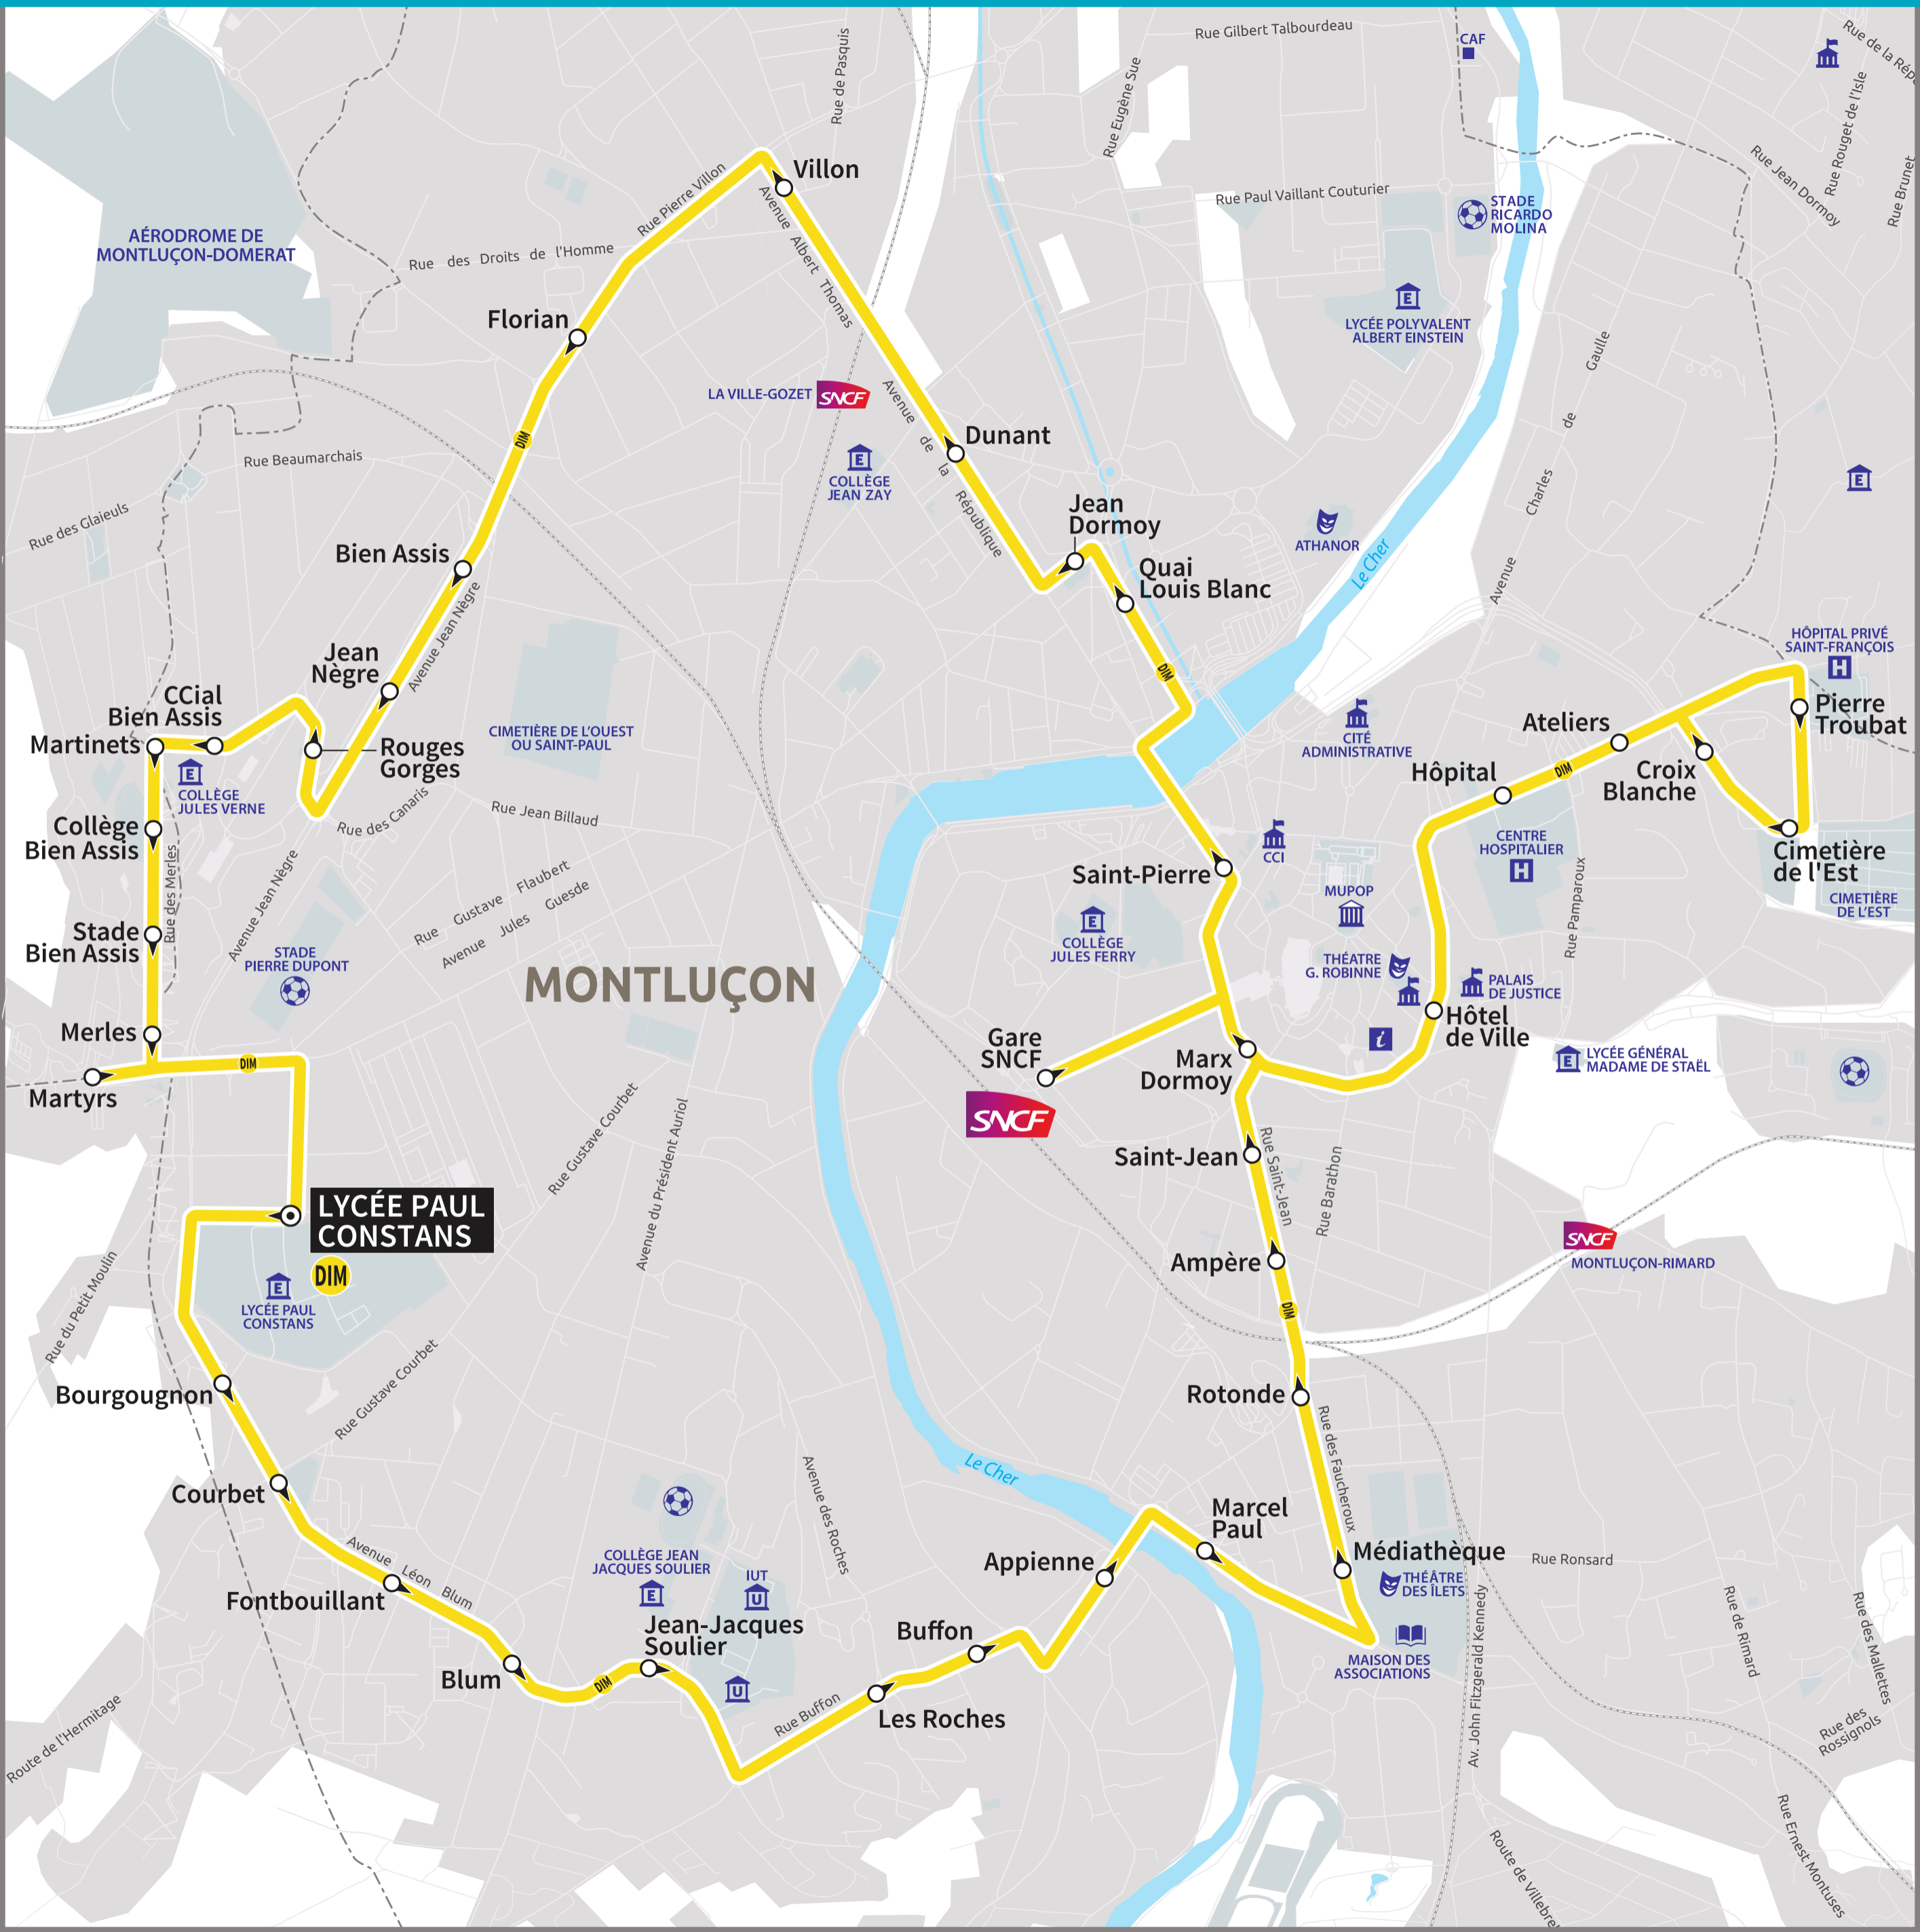 Rue Gilbert Talbourdeau
CAF
Rue de la Rép
Rue de Pasquis
Rue Eugène Sue
Rue Rouget de l'Isle
Rue Jean Dormoy
Rue Brunet
Villon
Rue Pierre Villon
Avenue Albert Thomas
Rue Paul Vaillant Couturier
STADE
RICARDO
MOLINA
AÉRODROME DE
MONTLUÇON-DOMERAT
Rue des Droits de l'Homme
Florian
E
LYCÉE POLYVALENT
ALBERT EINSTEIN
Avenue Charles de Gaulle
LA VILLE-GOZET
SNCF
Avenue de la République
DIM
Dunant
Rue Beaumarchais
E
COLLÈGE
JEAN ZAY
E
Rue des Glaieuls
Jean
Dormoy
ATHANOR
Le Cher
Bien Assis
Quai
Louis Blanc
Avenue Jean Nègre
Jean
Nègre
DIM
HÔPITAL PRIVÉ
SAINT-FRANÇOIS
H
CCial
Bien Assis
Martinets
Rouges
Gorges
CIMETIÈRE DE L'OUEST
OU SAINT-PAUL
CITÉ
ADMINISTRATIVE
Ateliers
Pierre
Troubat
E
COLLÈGE
JULES VERNE
Hôpital
DIM
Croix
Blanche
Rue des Canaris
Rue Jean Billaud
Collège
Bien Assis
Rue des Merles
Avenue Jean Nègre
CCI
CENTRE
HOSPITALIER
H
Cimetière
de l'Est
CIMETIÈRE
DE L'EST
Saint-Pierre
MUPOP
Rue Gustave Flaubert
Avenue Jules Guesde
Rue Pamparoux
Stade
Bien Assis
STADE
PIERRE DUPONT
E
COLLÈGE
JULES FERRY
THÉATRE
G. ROBINNE
PALAIS
DE JUSTICE
MONTLUÇON
Hôtel
de Ville
i
Merles
Gare
SNCF
Marx
Dormoy
E
LYCÉE GÉNÉRAL
MADAME DE STAËL
DIM
Martyrs
SNCF
Rue Gustave Courbet
Avenue du Président Auriol
Saint-Jean
Rue Saint-Jean
Rue Barathon
LYCÉE PAUL
CONSTANS
DIM
E
LYCÉE PAUL
CONSTANS
Rue du Petit Moulin
SNCF
MONTLUÇON-RIMARD
Ampère
DIM
Rue Gustave Courbet
Bourgougnon
Rotonde
Rue des Faucheroux
Courbet
Avenue des Roches
Le Cher
Marcel
Paul
Avenue Léon Blum
Fontbouillant
COLLÈGE JEAN
JACQUES SOULIER
E
IUT
U
Appienne
Médiathèque
THÉÂTRE
DES ÎLETS
Rue Ronsard
Jean-Jacques
Soulier
Buffon
Av. John Fitzgerald Kennedy
Rue de Rimard
Rue des Mallettes
MAISON DES
ASSOCIATIONS
Blum
DIM
U
Rue Buffon
Les Roches
Route de l'Hermitage
Rue des
Rossignols
Rue Ernest Montuses
Route de Villebret